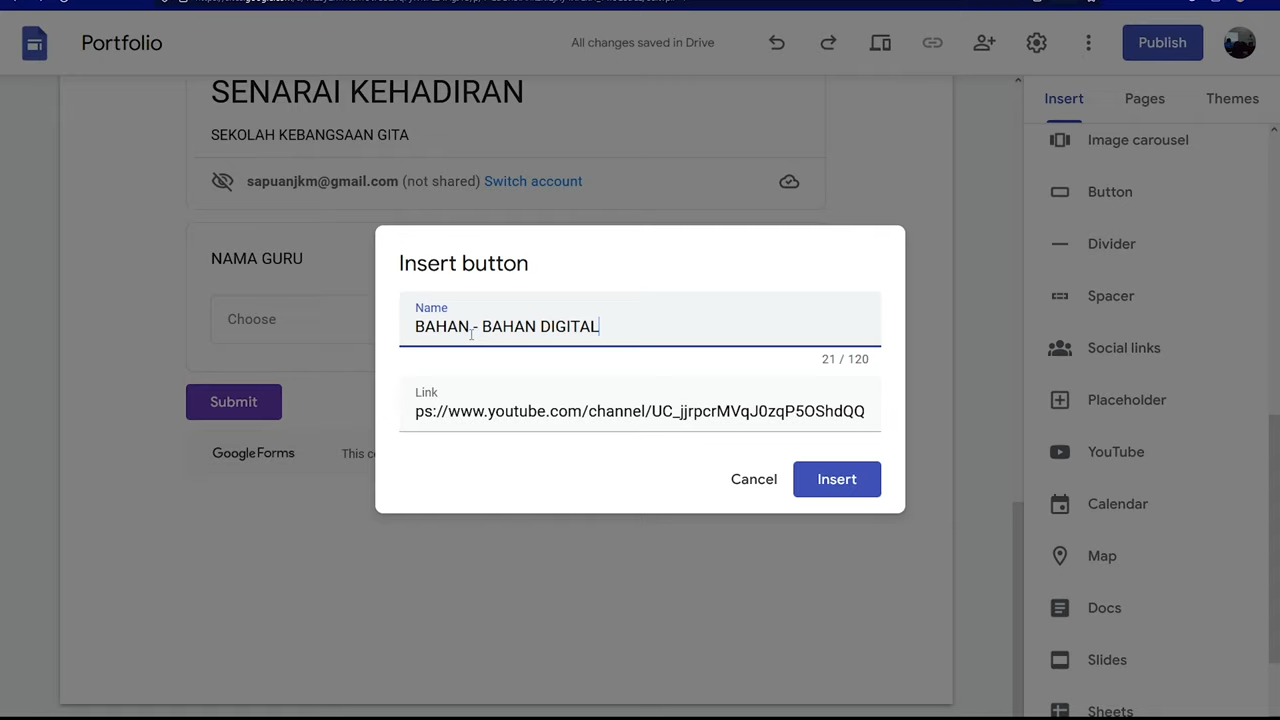 Portfolio
All changes saved in Drive
Publish
SENARAI KEHADIRAN
SEKOLAH KEBANGSAAN GITA
sapuanjkm@gmail.com (not shared) Switch account
NAMA GURU
Choose
Submit
Google Forms
This co
Insert button
Name
BAHAN - BAHAN DIGITAL
21 / 120
Link
ps://www.youtube.com/channel/UC_jjrpcrMVqJ0zqP5OShdQQ
Cancel
Insert
Insert
Pages
Themes
Image carousel
Button
Divider
Spacer
Social links
Placeholder
YouTube
Calendar
Map
Docs
Slides
Sheets